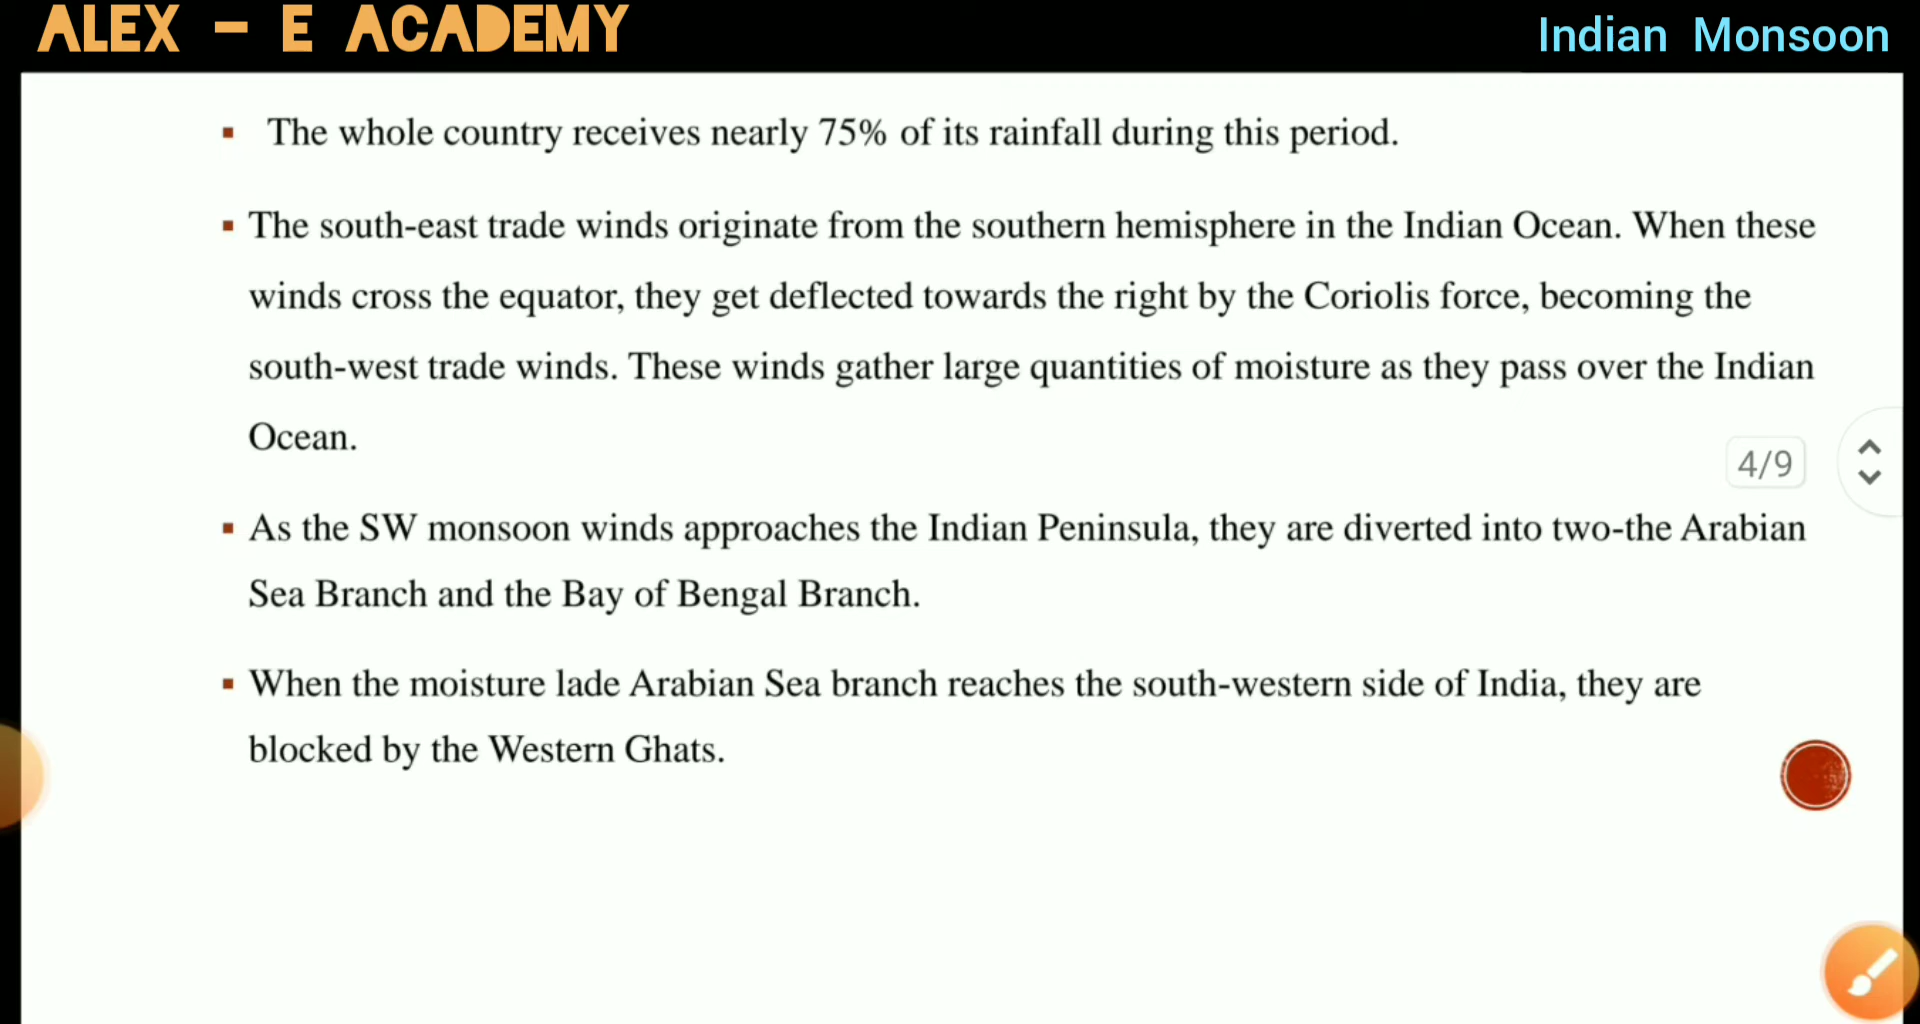 ALEX - E ACADEMY
Indian Monsoon
▪ The whole country receives nearly 75% of its rainfall during this period.
▪ The south-east trade winds originate from the southern hemisphere in the Indian Ocean. When these
winds cross the equator, they get deflected towards the right by the Coriolis force, becoming the
south-west trade winds. These winds gather large quantities of moisture as they pass over the Indian
Ocean.
4/9
▪ As the SW monsoon winds approaches the Indian Peninsula, they are diverted into two-the Arabian
Sea Branch and the Bay of Bengal Branch.
▪ When the moisture lade Arabian Sea branch reaches the south-western side of India, they are
blocked by the Western Ghats.